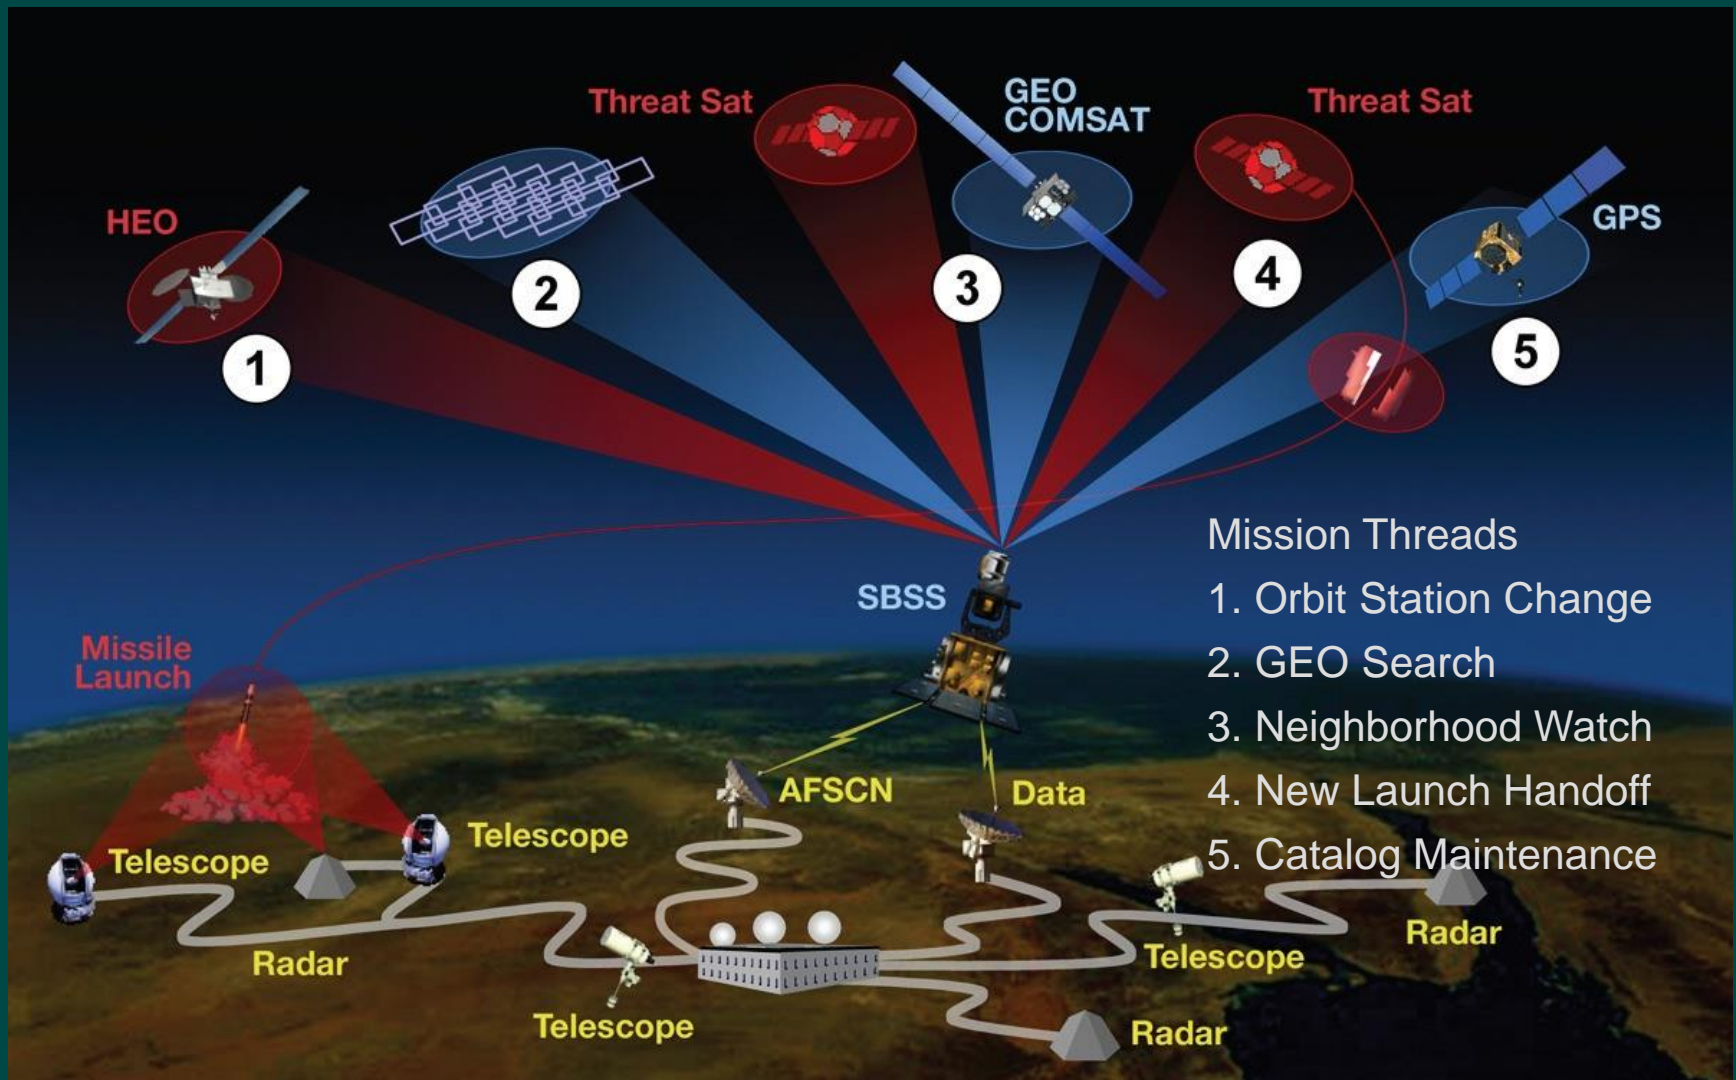 Threat Sat
GEO
COMSAT
Threat Sat
HEO
GPS
1
2
3
4
5
SBSS
Missile
Launch
Mission Threads
1. Orbit Station Change
2. GEO Search
3. Neighborhood Watch
4. New Launch Handoff
5. Catalog Maintenance
AFSCN
Data
Telescope
Telescope
Radar
Telescope
Telescope
Radar
Radar